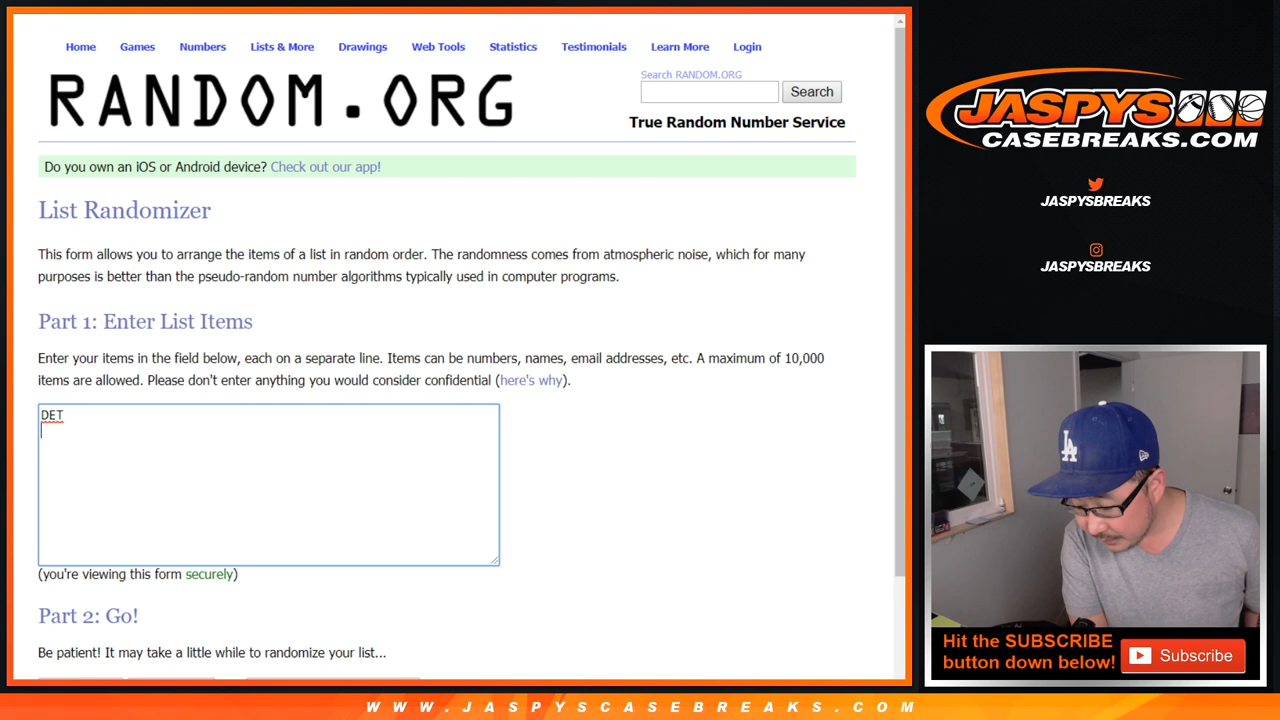 Home Games Numbers Lists & More Drawings Web Tools Statistics Testimonials Learn More Login
RANDOM.ORG
Search RANDOM.ORG
Search
True Random Number Service
Do you own an iOS or Android device? Check out our app!
List Randomizer
This form allows you to arrange the items of a list in random order. The randomness comes from atmospheric noise, which for many
purposes is better than the pseudo-random number algorithms typically used in computer programs.
Part 1: Enter List Items
Enter your items in the field below, each on a separate line. Items can be numbers, names, email addresses, etc. A maximum of 10,000
items are allowed. Please don't enter anything you would consider confidential (here's why).
DET
(you're viewing this form securely)
Part 2: Go!
Be patient! It may take a little while to randomize your list...
JASPYS
CASEBREAKS.COM
JASPYSBREAKS
JASPYSBREAKS
LA
Hit the SUBSCRIBE
button down below!
Subscribe
WWW.JASPYSCASEBREAKS.COM